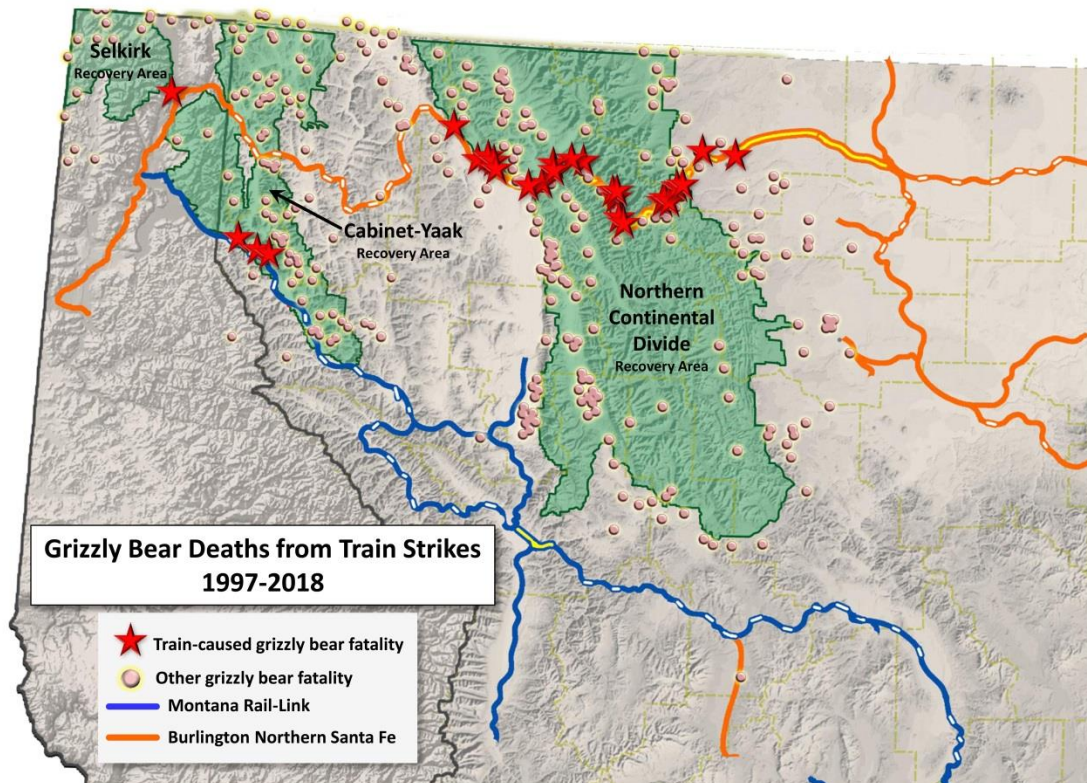 Selkirk
Recovery Area
Cabinet-Yaak
Recovery Area
Northern
Continental
Divide
Recovery Area
Grizzly Bear Deaths from Train Strikes
1997-2018
Train-caused grizzly bear fatality
Other grizzly bear fatality
Montana Rail-Link
Burlington Northern Santa Fe